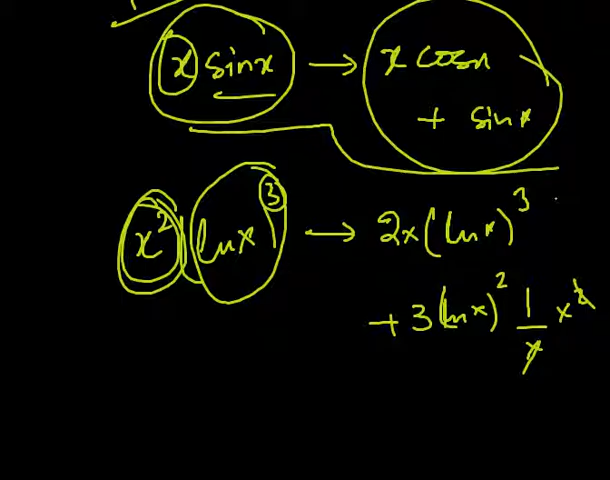 x sinx → x cosx
+ sinx
x² (lnx)³ → 2x(lnx)³
+ 3(lnx)² 1/x x²